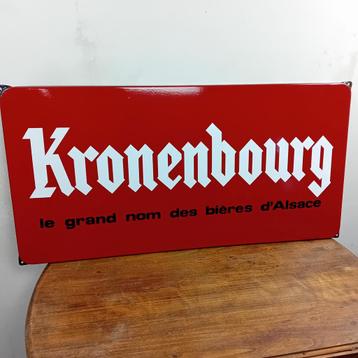 Kronenbourg
le grand nom des bières d'Alsace